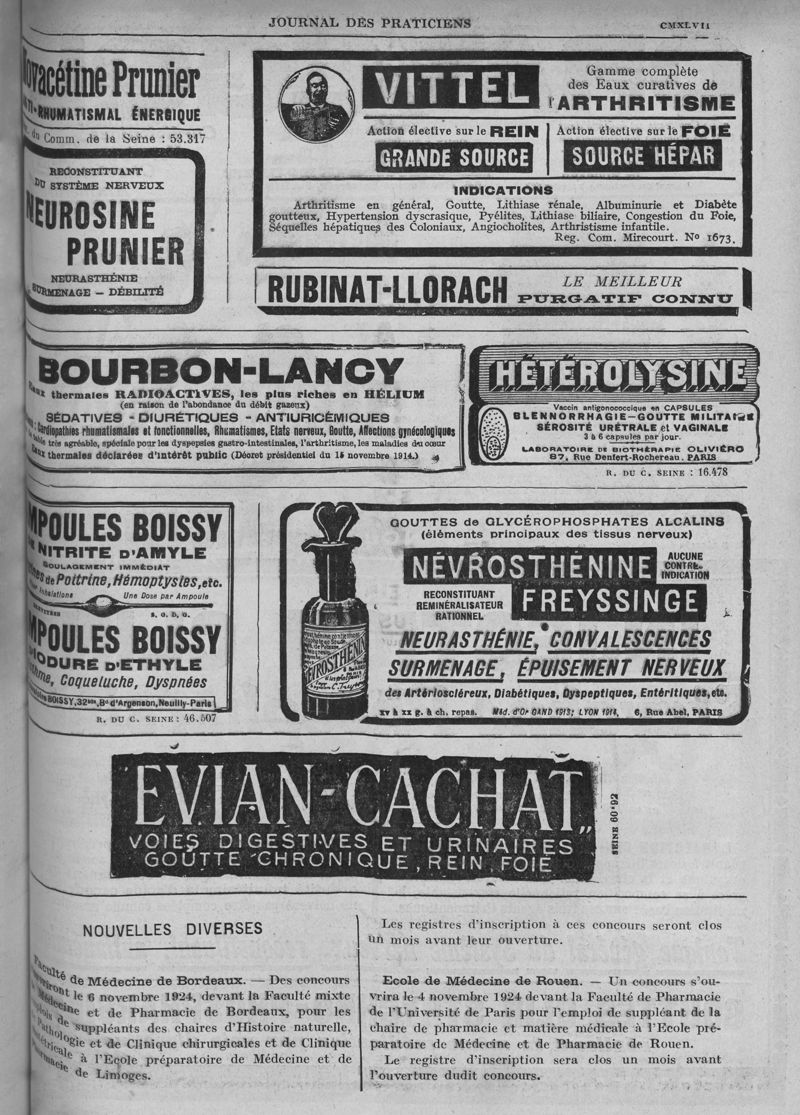 JOURNAL DES PRATICIENS
CMXLVII
Novacétine Prunier
ANTI-RHUMATISMAL ÉNERGIQUE
du Comm. de la Seine : 53.317
RECONSTITUANT
DU SYSTÈME NERVEUX
NEUROSINE
PRUNIER
NEURASTHÉNIE
SURMENAGE — DÉBILITÉ
VITTEL
Gamme complète
des Eaux curatives de
l'ARTHRITISME
Action élective sur le REIN
GRANDE SOURCE
Action élective sur le FOIE
SOURCE HÉPAR
INDICATIONS
Arthritisme en général, Goutte, Lithiase rénale, Albuminurie et Diabète
goutteux, Hypertension dyscrasique, Pyélites, Lithiase biliaire, Congestion du Foie,
Séquelles hépatiques des Coloniaux, Angiocholites, Arthristisme infantile.
Reg. Com. Mirecourt. No 1673.
RUBINAT-LLORACH
LE MEILLEUR
PURGATIF CONNU
BOURBON-LANCY
Eaux thermales RADIOACTIVES, les plus riches en HÉLIUM
(en raison de l'abondance du débit gazeux)
SÉDATIVES - DIURÉTIQUES - ANTIURICÉMIQUES
Cardiopathies rhumatismales et fonctionnelles, Rhumatismes, Etats nerveux, Goutte, Affections gynécologiques
de table très agréable, spéciale pour les dyspepsies gastro-intestinales, l'arthritisme, les maladies du cœur
Eaux thermales déclarées d'intérêt public (Décret présidentiel du 15 novembre 1914.)
HÉTÉROLYSINE
Vaccin antigonococcique en CAPSULES
BLENNORRHAGIE-GOUTTE MILITAIRE
SÉROSITÉ URÉTRALE et VAGINALE
3 à 6 capsules par jour.
LABORATOIRE DE BIOTHÉRAPIE OLIVIÉRO
87, Rue Denfert-Rochereau. PARIS
R. DU C. SEINE : 16.478
AMPOULES BOISSY
DE NITRITE D'AMYLE
SOULAGEMENT IMMÉDIAT
de Poitrine, Hémoptysies, etc.
Inhalations Une Dose par Ampoule
S. O. D. O.
AMPOULES BOISSY
D'IODURE D'ETHYLE
Asthme, Coqueluche, Dyspnées
BOISSY, 32bis, Bd d'Argenson, Neuilly-Paris
R. DU C. SEINE : 46.507
GOUTTES de GLYCÉROPHOSPHATES ALCALINS
(éléments principaux des tissus nerveux)
NÉVROSTHÉNINE
AUCUNE
CONTRE-
INDICATION
RECONSTITUANT
REMINÉRALISATEUR
RATIONNEL
FREYSSINGE
NEURASTHÉNIE, CONVALESCENCES
SURMENAGE, ÉPUISEMENT NERVEUX
des Artérioscléreux, Diabétiques, Dyspeptiques, Entéritiques, etc.
xv à xx g. à ch. repas. Méd. d'Or GAND 1913; LYON 1914, 6, Rue Abel, PARIS
EVIAN-CACHAT
VOIES DIGESTIVES ET URINAIRES
GOUTTE CHRONIQUE, REIN, FOIE
SEINE 60.92
NOUVELLES DIVERSES
Faculté de Médecine de Bordeaux. — Des concours
s'ouvriront le 6 novembre 1924, devant la Faculté mixte
de Médecine et de Pharmacie de Bordeaux, pour les
emplois de suppléants des chaires d'Histoire naturelle,
de Pathologie et de Clinique chirurgicales et de Clinique
obstétricale à l'Ecole préparatoire de Médecine et de
Pharmacie de Limoges.
Les registres d'inscription à ces concours seront clos
un mois avant leur ouverture.
Ecole de Médecine de Rouen. — Un concours s'ou-
vrira le 4 novembre 1924 devant la Faculté de Pharmacie
de l'Université de Paris pour l'emploi de suppléant de la
chaire de pharmacie et matière médicale à l'Ecole pré-
paratoire de Médecine et de Pharmacie de Rouen.
Le registre d'inscription sera clos un mois avant
l'ouverture dudit concours.